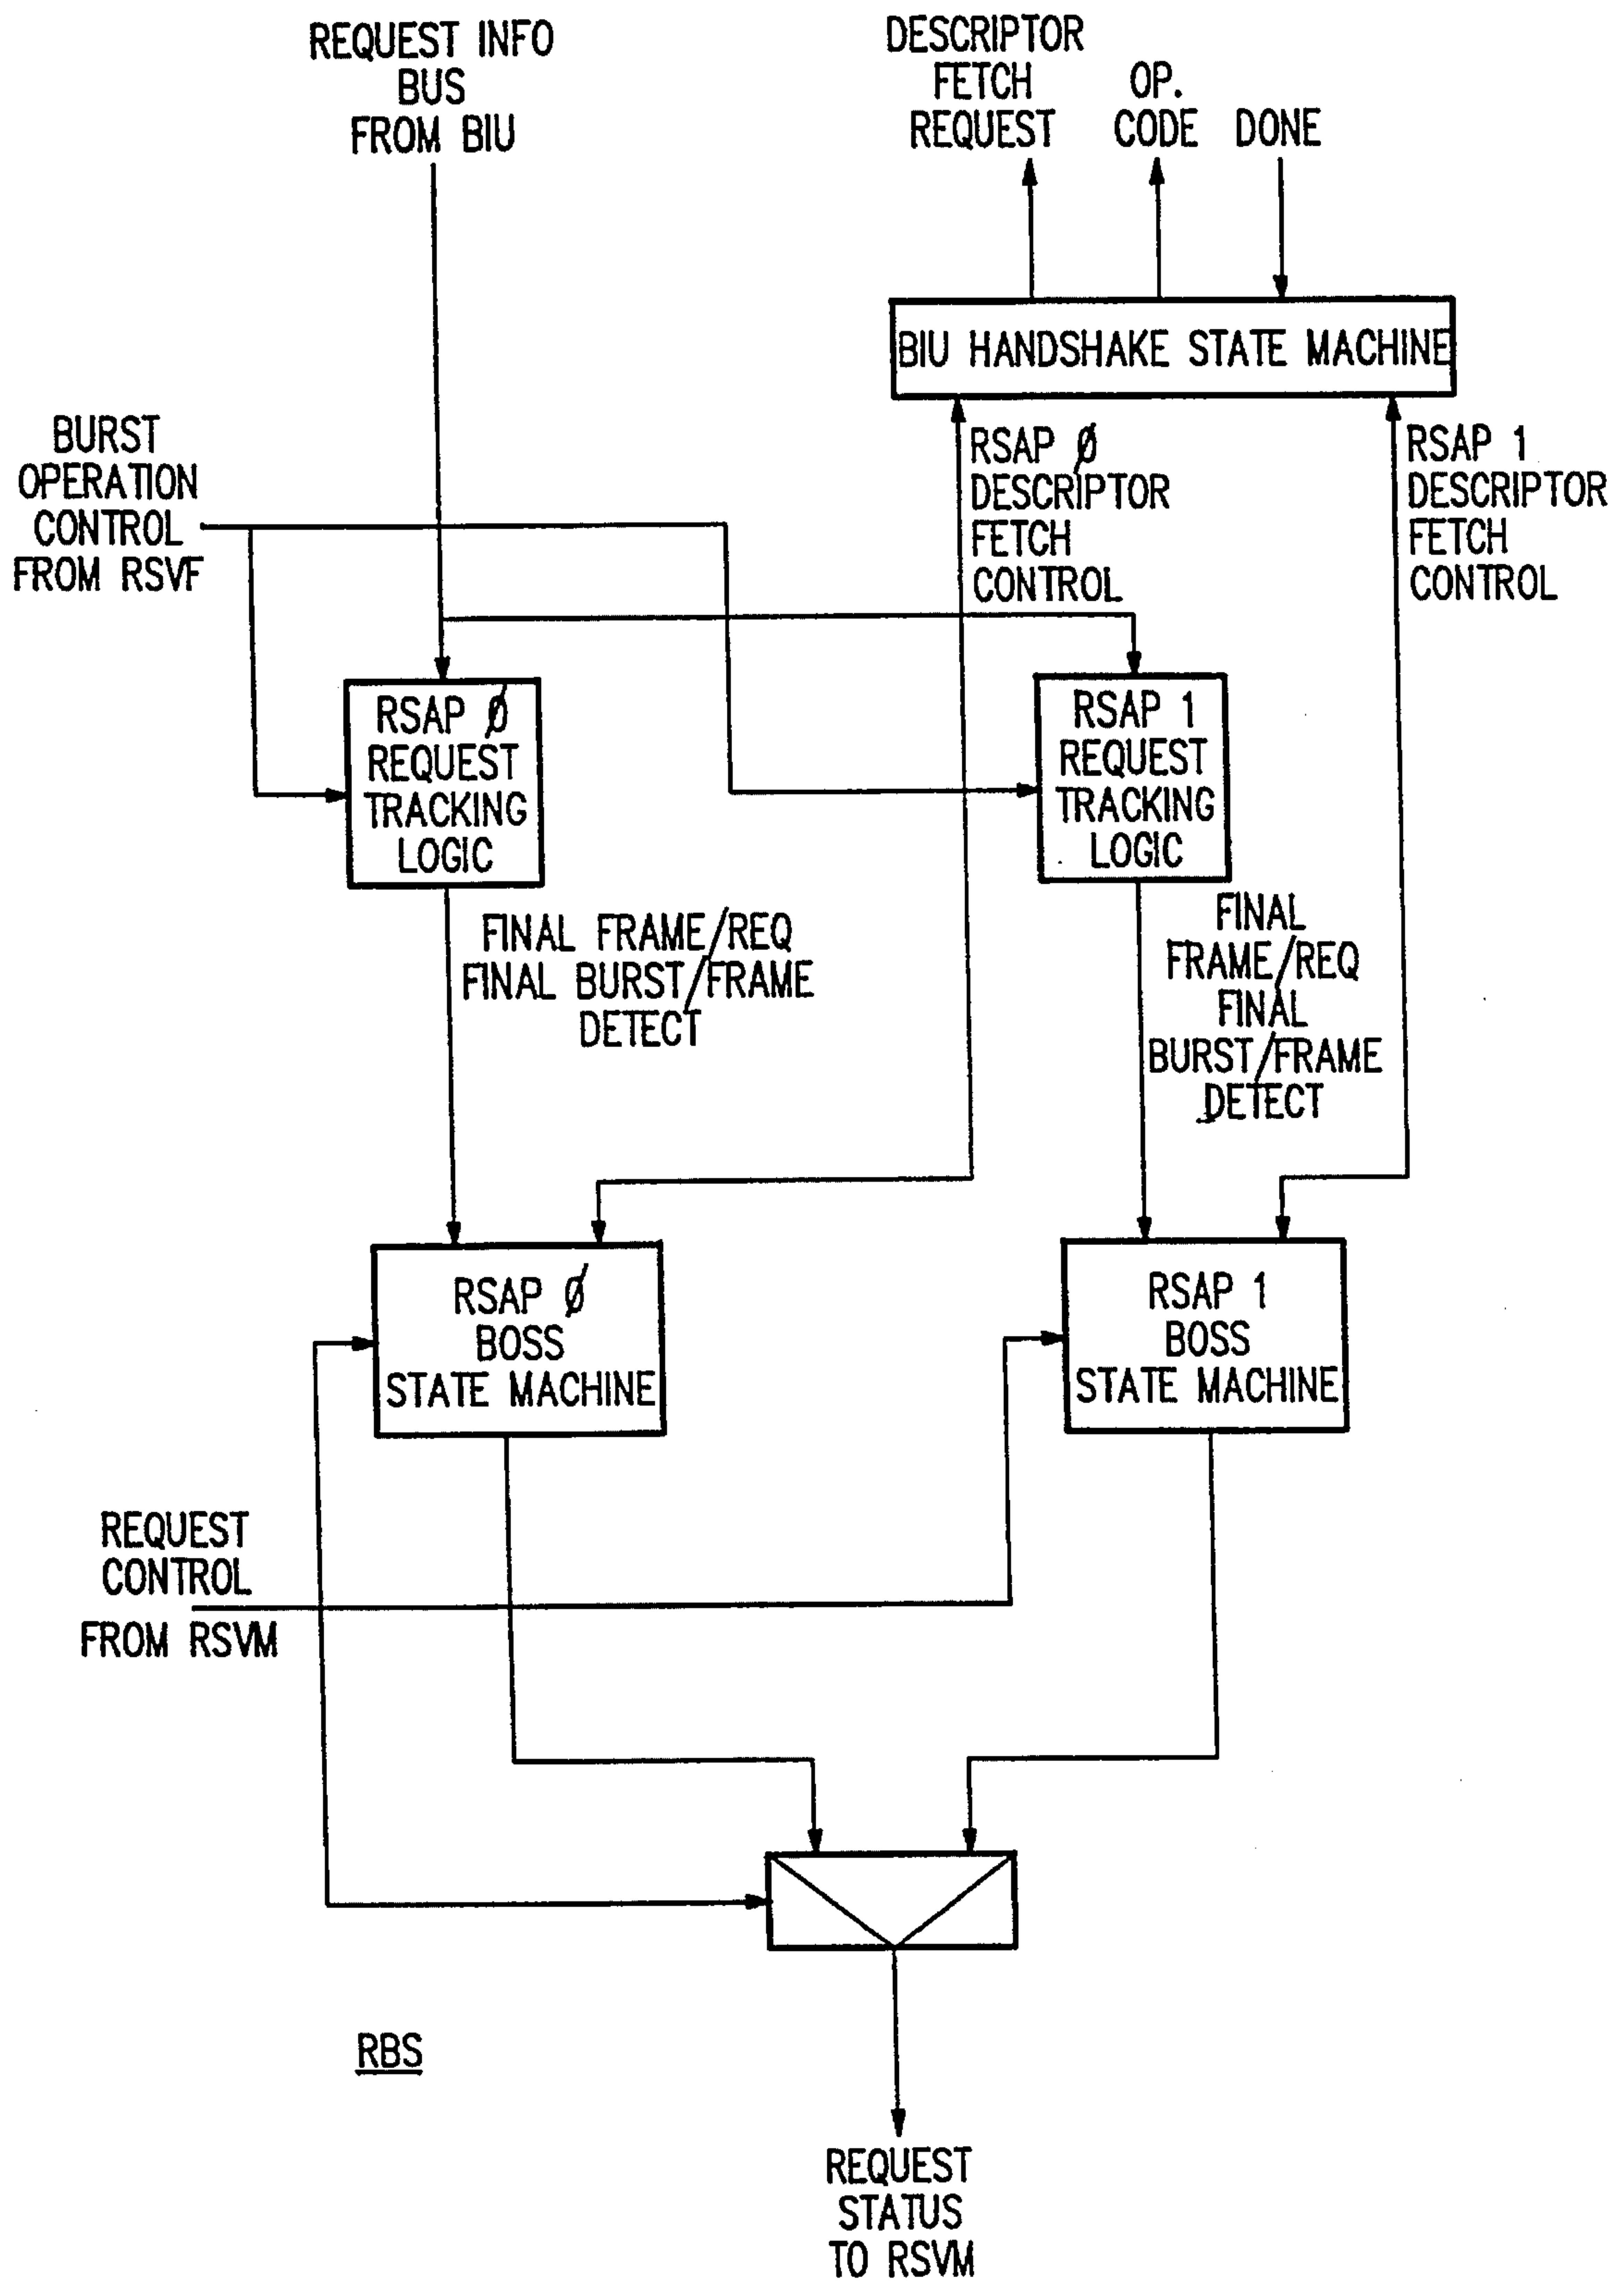 REQUEST INFO
BUS
FROM BIU
DESCRIPTOR
FETCH
REQUEST
OP.
CODE
DONE
BIU HANDSHAKE STATE MACHINE
BURST
OPERATION
CONTROL
FROM RSVF
RSAP 0̸
DESCRIPTOR
FETCH
CONTROL
RSAP 1
DESCRIPTOR
FETCH
CONTROL
RSAP 0̸
REQUEST
TRACKING
LOGIC
RSAP 1
REQUEST
TRACKING
LOGIC
FINAL FRAME/REQ
FINAL BURST/FRAME
DETECT
FINAL
FRAME/REQ
FINAL
BURST/FRAME
DETECT
RSAP 0̸
BOSS
STATE MACHINE
RSAP 1
BOSS
STATE MACHINE
REQUEST
CONTROL
FROM RSVM
RBS
REQUEST
STATUS
TO RSVM